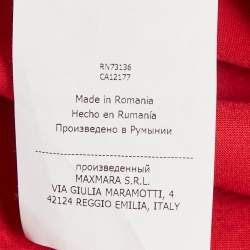 RN73136
CA12177
Made in Romania
Hecho en Rumanía
Произведено в Румынии
произведенный
MAXMARA S.R.L.
VIA GIULIA MARAMOTTI, 4
42124 REGGIO EMILIA, ITALY